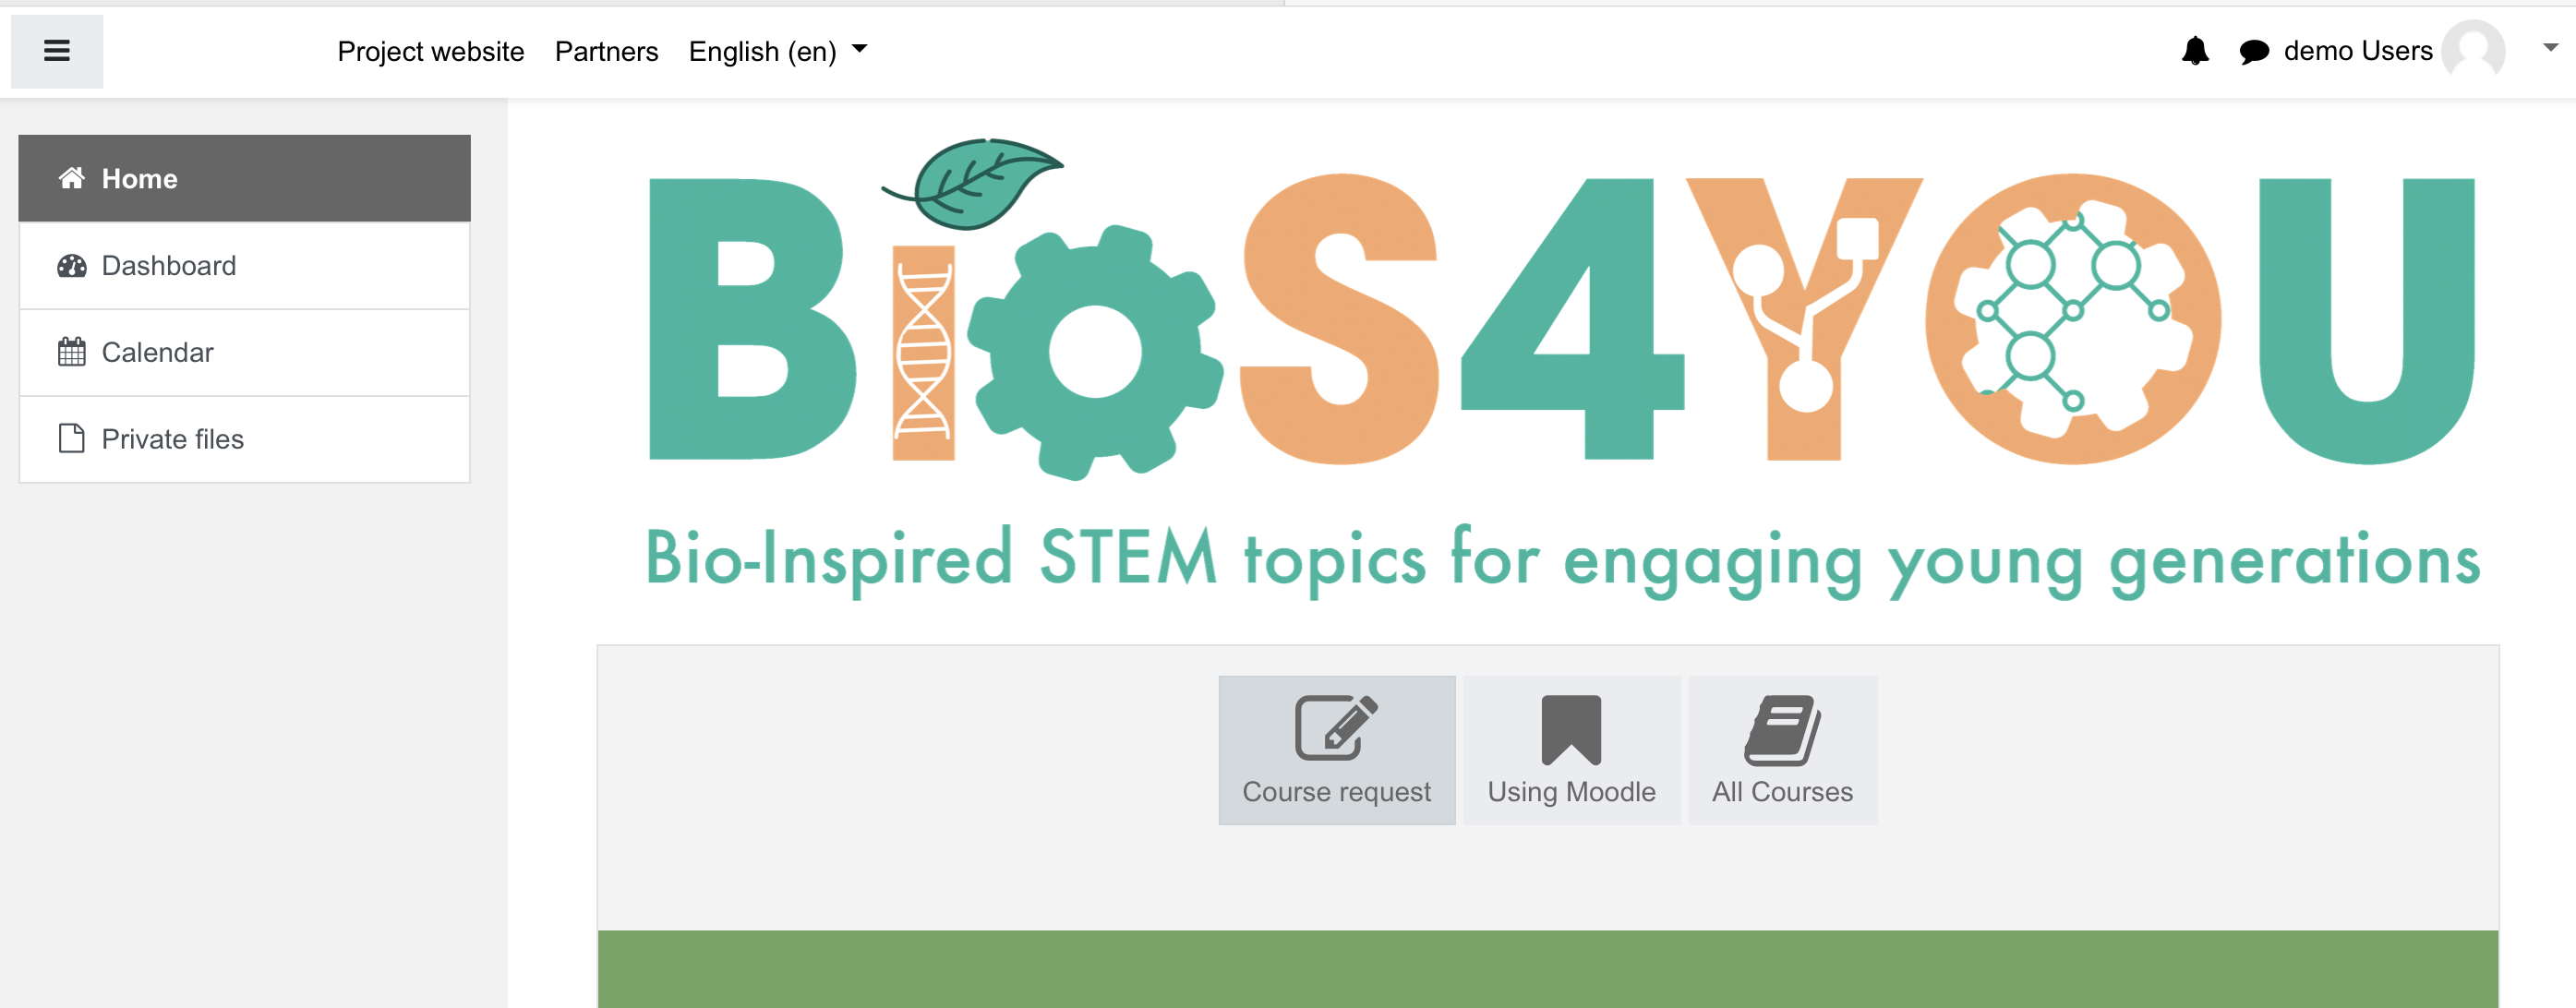 Project website Partners English (en) demo Users
Home
Dashboard
Calendar
Private files
BioS4YOU
Bio-Inspired STEM topics for engaging young generations
Course request Using Moodle All Courses